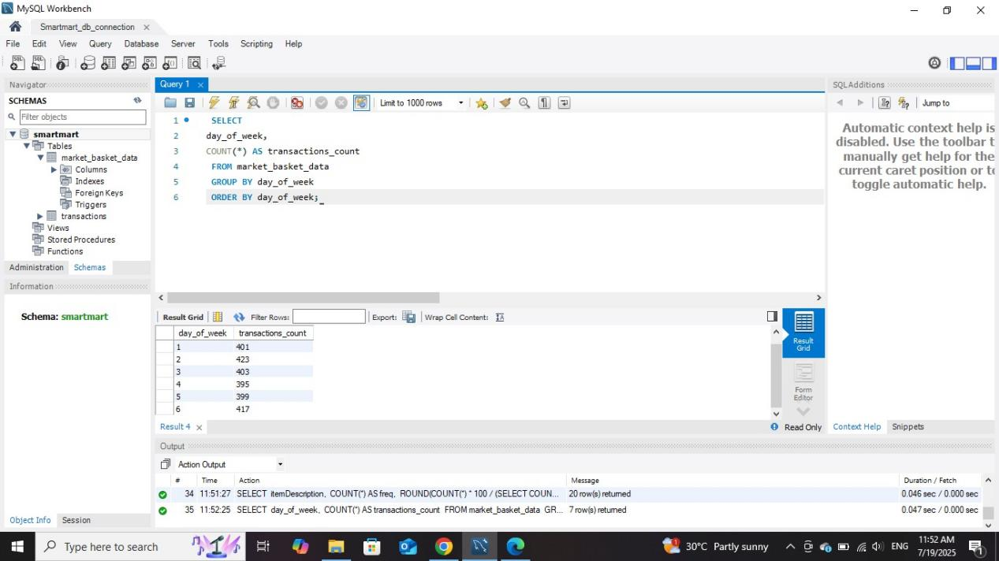 MySQL Workbench
Smartmart_db_connection
File Edit View Query Database Server Tools Scripting Help
Navigator
SCHEMAS
Filter objects
smartmart
Tables
market_basket_data
Columns
Indexes
Foreign Keys
Triggers
transactions
Views
Stored Procedures
Functions
Administration Schemas
Information
Schema: smartmart
Object Info Session
Query 1
Limit to 1000 rows
1 SELECT
2 day_of_week,
3 COUNT(*) AS transactions_count
4 FROM market_basket_data
5 GROUP BY day_of_week
6 ORDER BY day_of_week;
Result Grid Filter Rows: Export: Wrap Cell Content:
day_of_week transactions_count
1 401
2 423
3 403
4 395
5 399
6 417
Result Grid
Form Editor
Result 4
Read Only
SQLAdditions
Jump to
Automatic context help is
disabled. Use the toolbar t
manually get help for the
current caret position or to
toggle automatic help.
Context Help Snippets
Output
Action Output
# Time Action Message Duration / Fetch
34 11:51:27 SELECT itemDescription, COUNT(*) AS freq, ROUND(COUNT(*) * 100 / (SELECT COUN... 20 row(s) returned 0.046 sec / 0.000 sec
35 11:52:25 SELECT day_of_week, COUNT(*) AS transactions_count FROM market_basket_data GR... 7 row(s) returned 0.047 sec / 0.000 sec
Type here to search
30°C Partly sunny
ENG
11:52 AM
7/19/2025